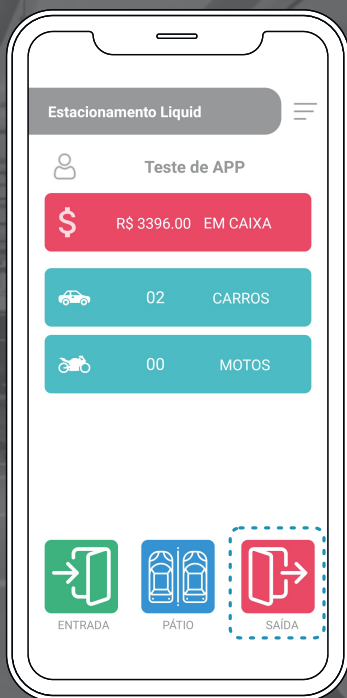 Estacionamento Liquid
Teste de APP
$ R$ 3396.00 EM CAIXA
02 CARROS
00 MOTOS
ENTRADA PÁTIO SAÍDA